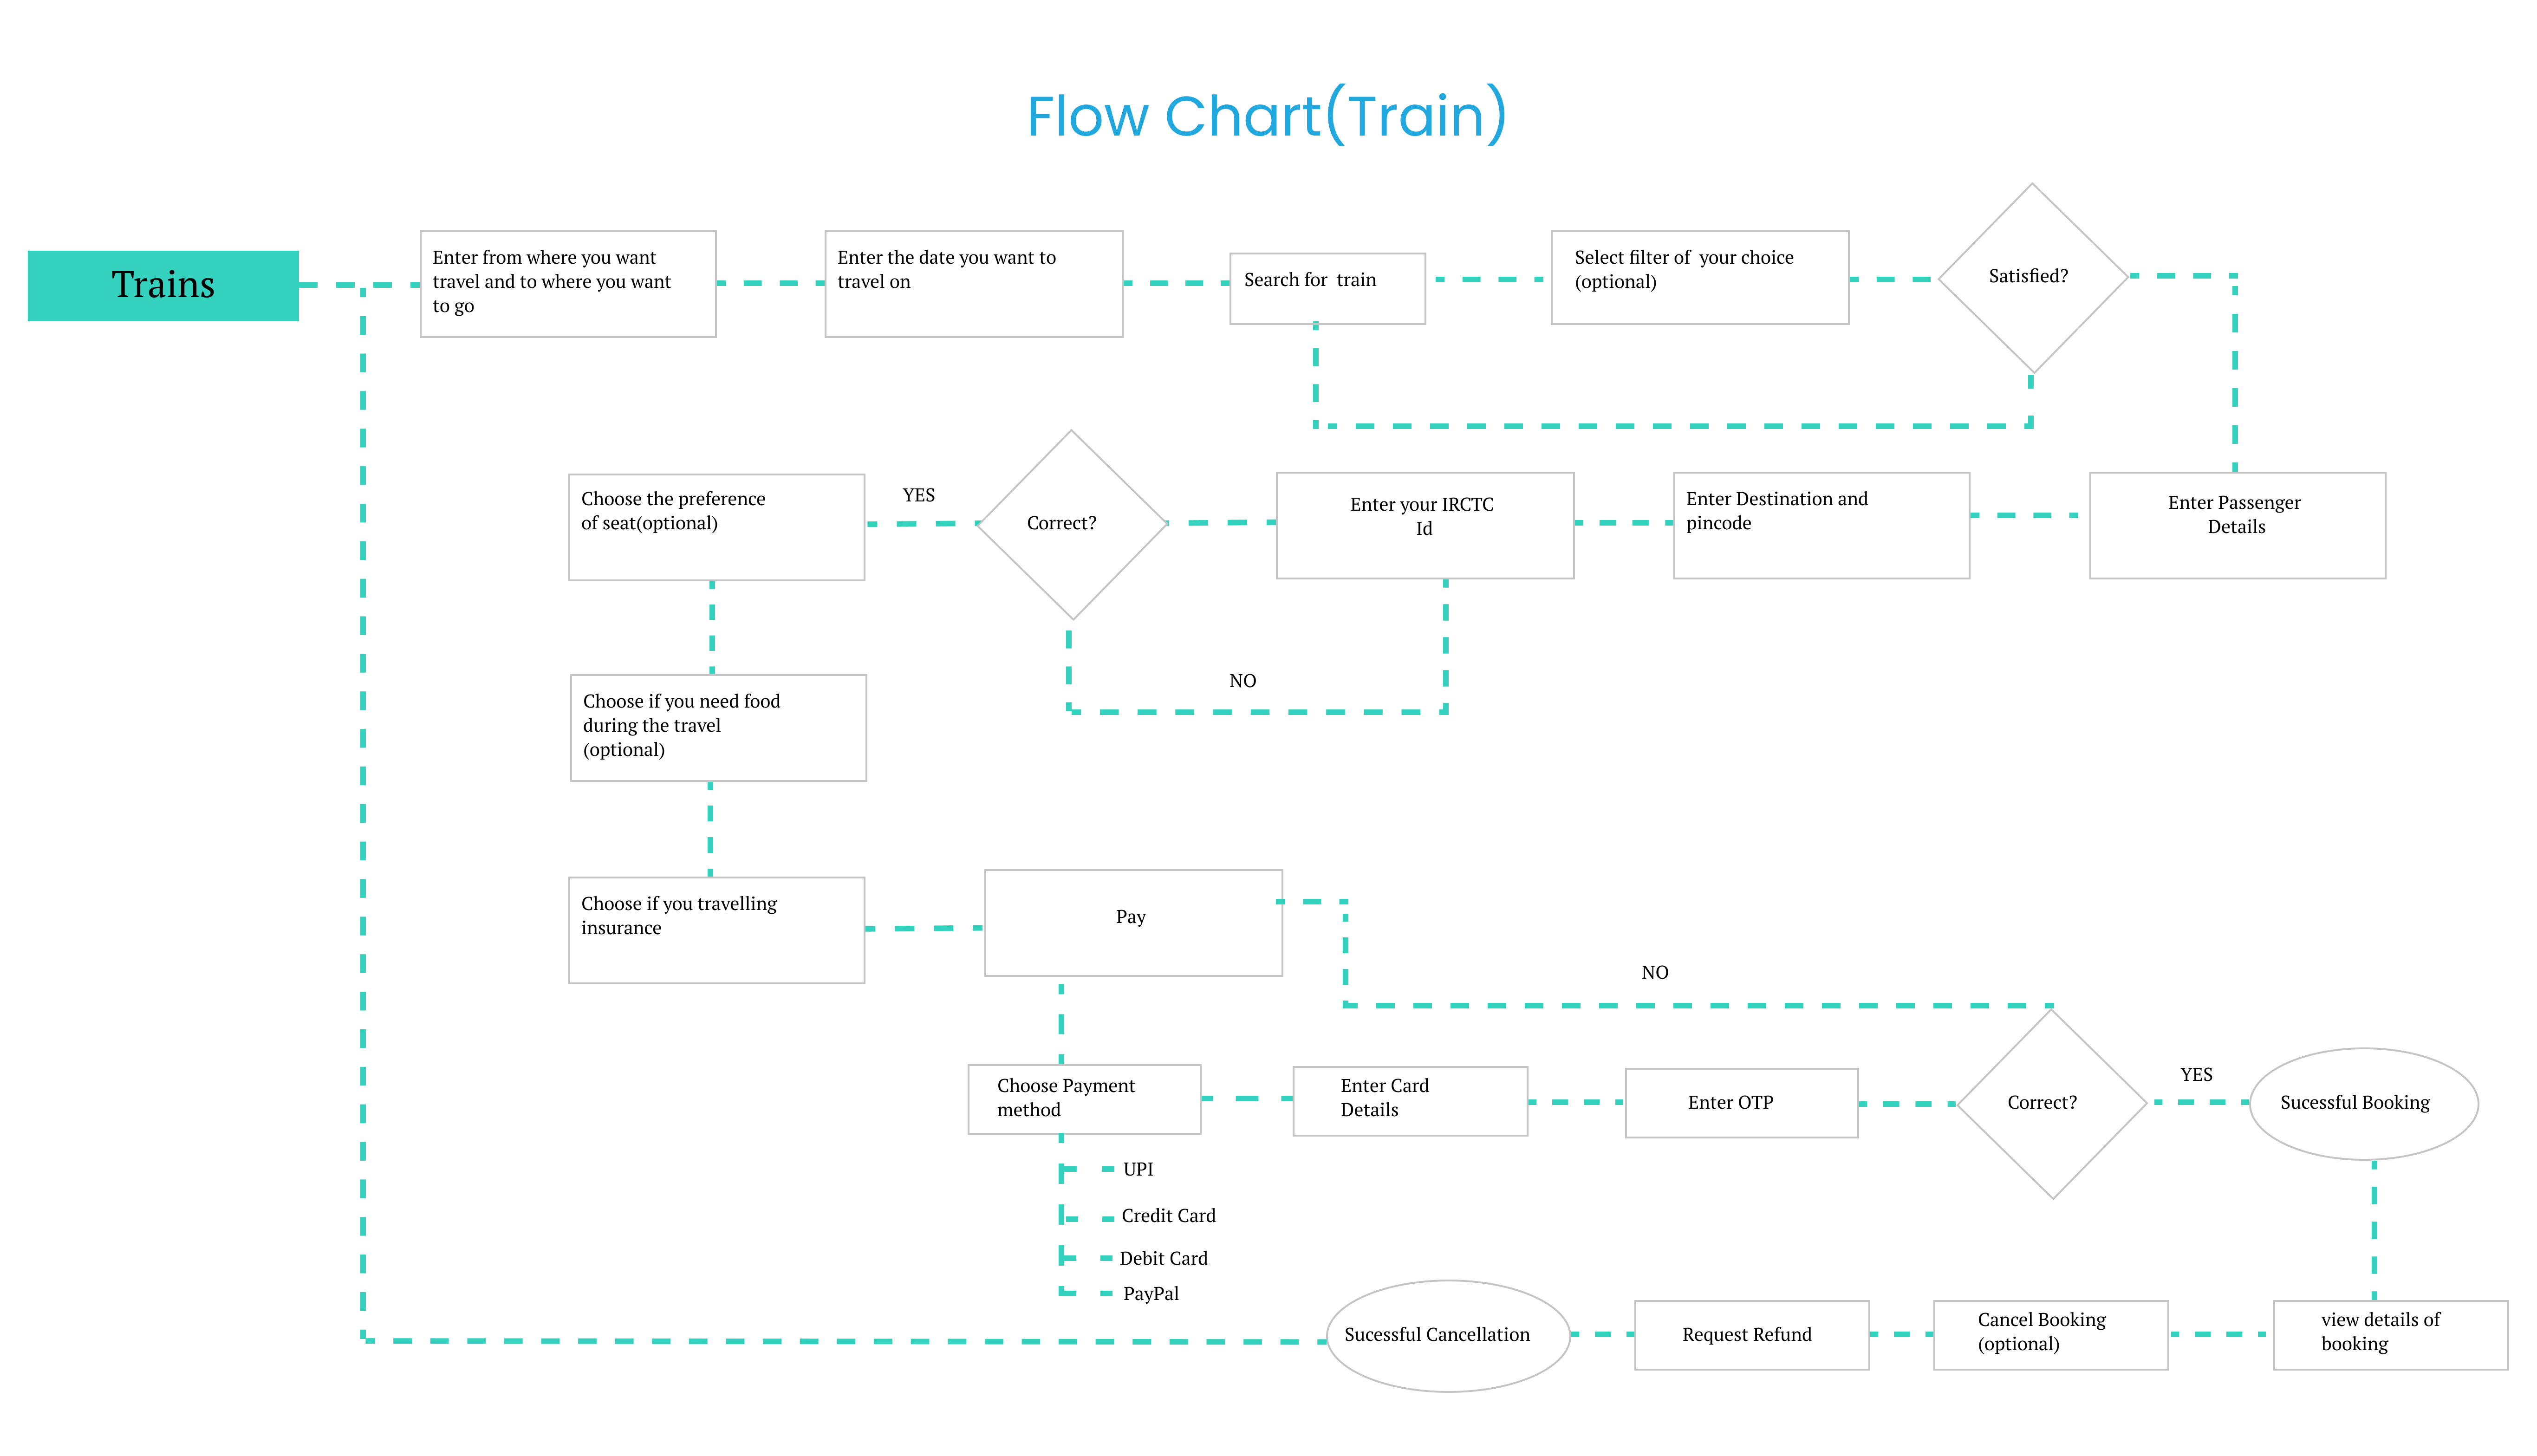 Flow Chart(Train)
Trains
Enter from where you want
travel and to where you want
to go
Enter the date you want to
travel on
Search for  train
Select filter of  your choice
(optional)
Satisfied?
Enter Passenger
Details
Enter Destination and
pincode
Enter your IRCTC
Id
Correct?
NO
YES
Choose the preference
of seat(optional)
Choose if you need food
during the travel
(optional)
Choose if you travelling
insurance
Pay
Choose Payment
method
UPI
Credit Card
Debit Card
PayPal
Enter Card
Details
Enter OTP
Correct?
NO
YES
Sucessful Booking
view details of
booking
Cancel Booking
(optional)
Request Refund
Sucessful Cancellation